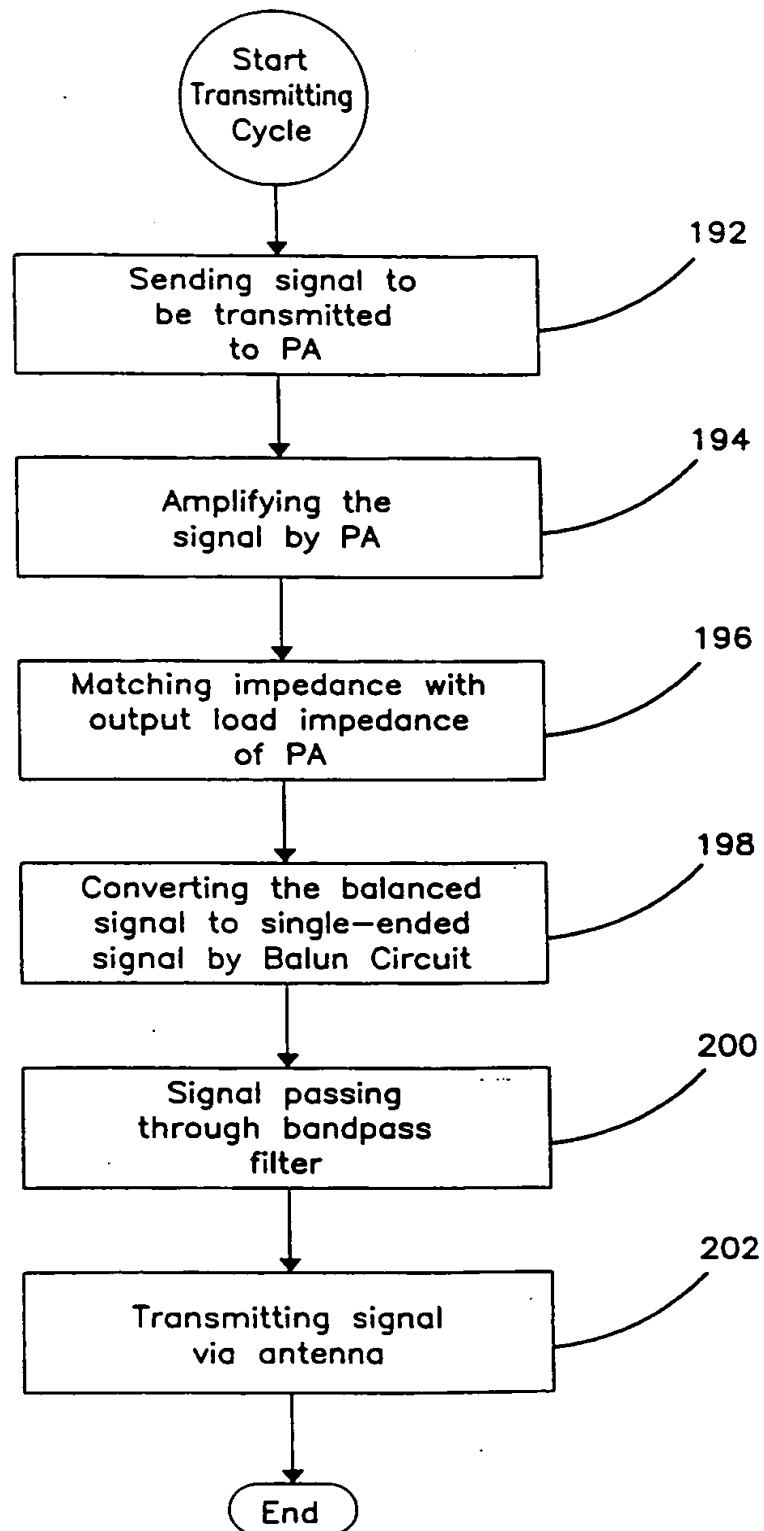 Start
Transmitting
Cycle
192
Sending signal to
be transmitted
to PA
194
Amplifying the
signal by PA
196
Matching impedance with
output load impedance
of PA
198
Converting the balanced
signal to single-ended
signal by Balun Circuit
200
Signal passing
through bandpass
filter
202
Transmitting signal
via antenna
End